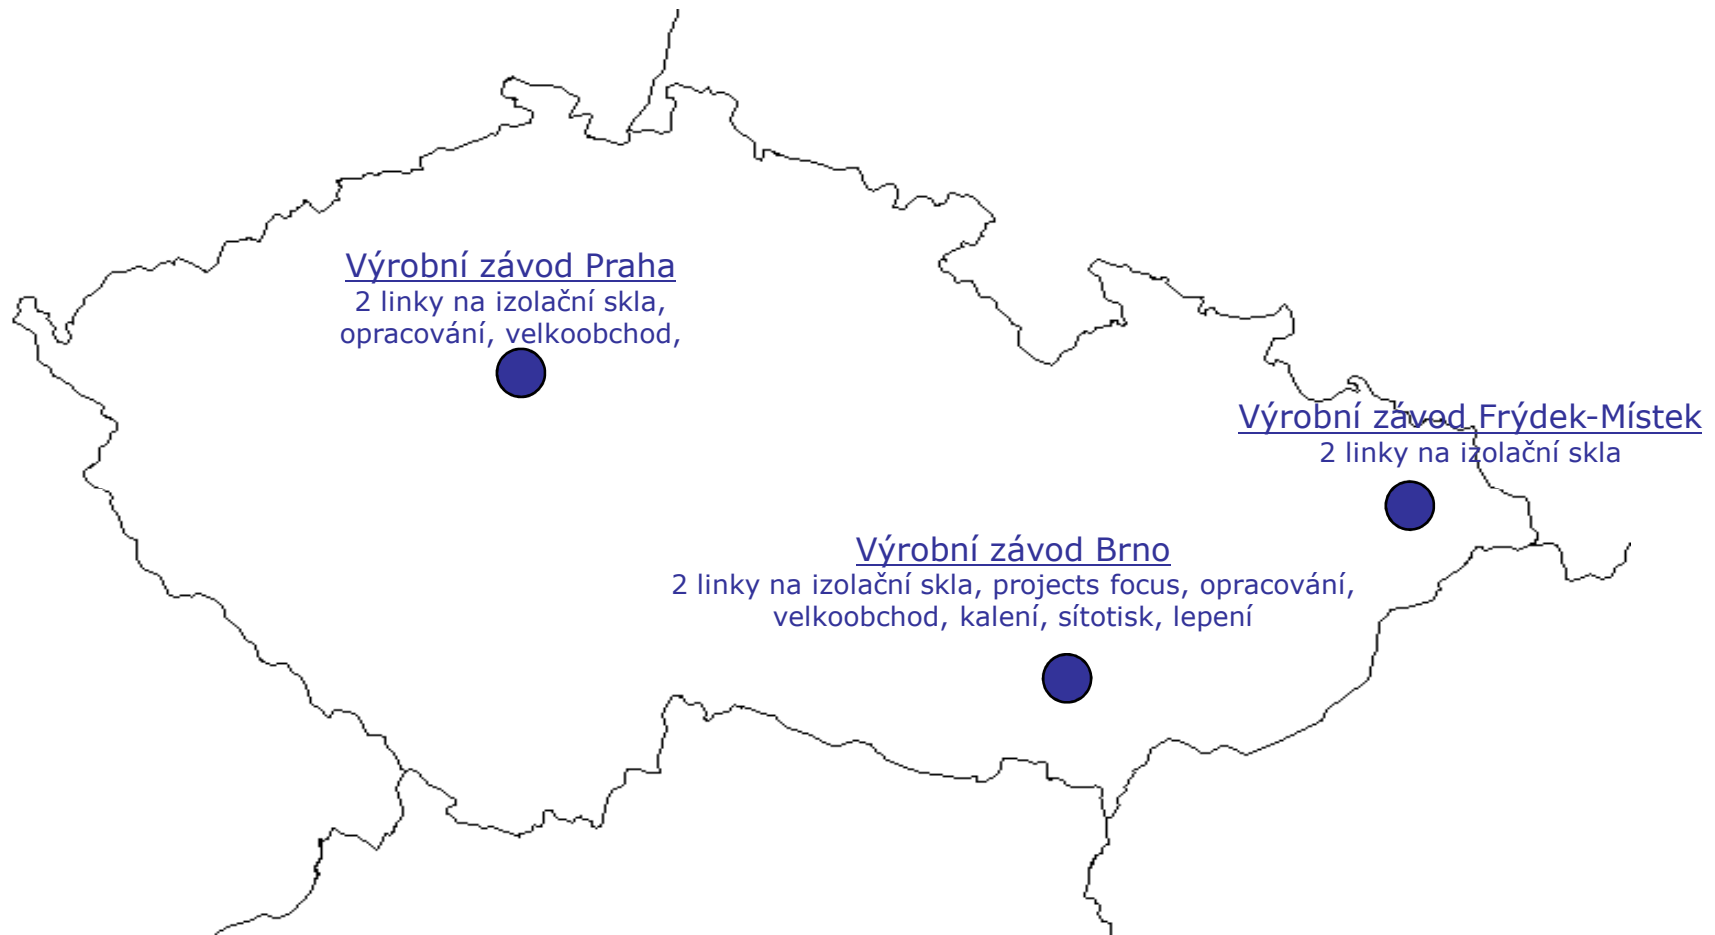 Výrobní závod Praha
2 linky na izolační skla,
opracování, velkoobchod,
Výrobní závod Frýdek-Místek
2 linky na izolační skla
Výrobní závod Brno
2 linky na izolační skla, projects focus, opracování,
velkoobchod, kalení, sítotisk, lepení